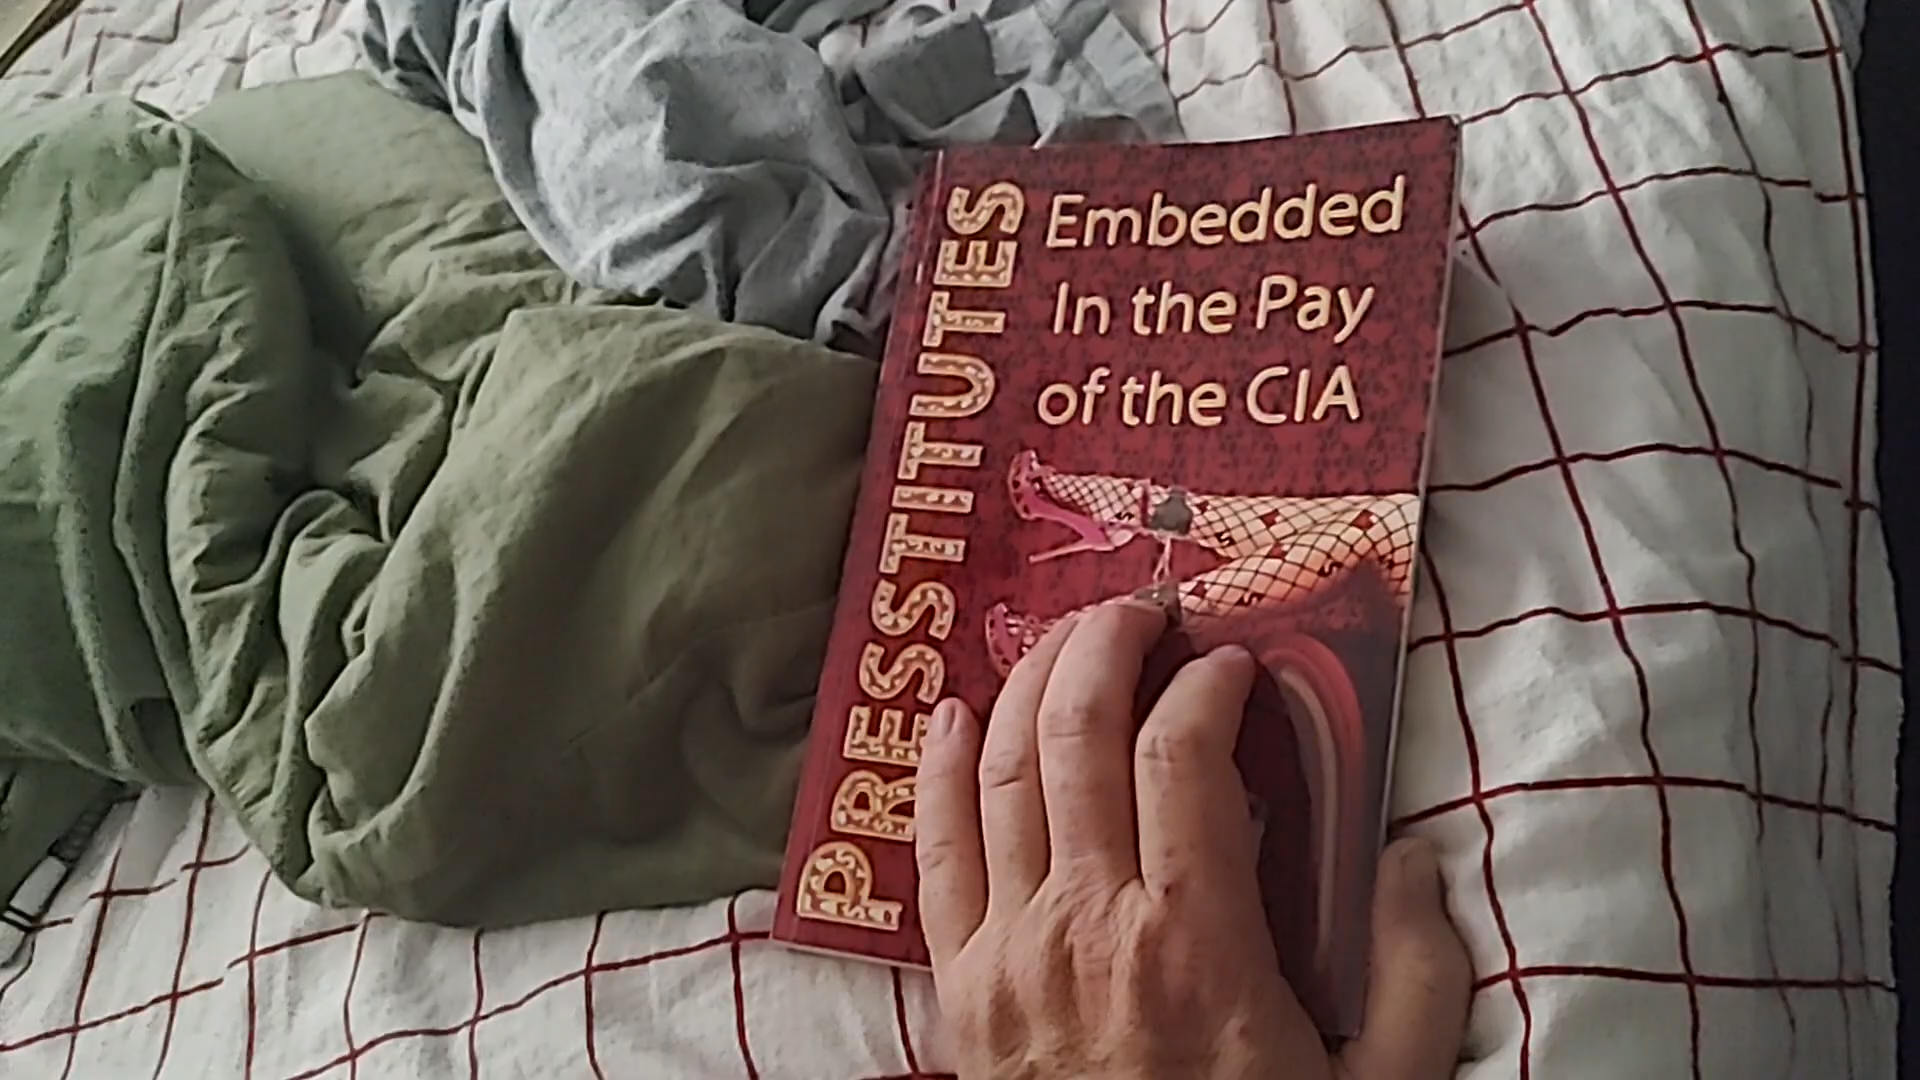 PRESSTITUTES
Embedded
In the Pay
of the CIA